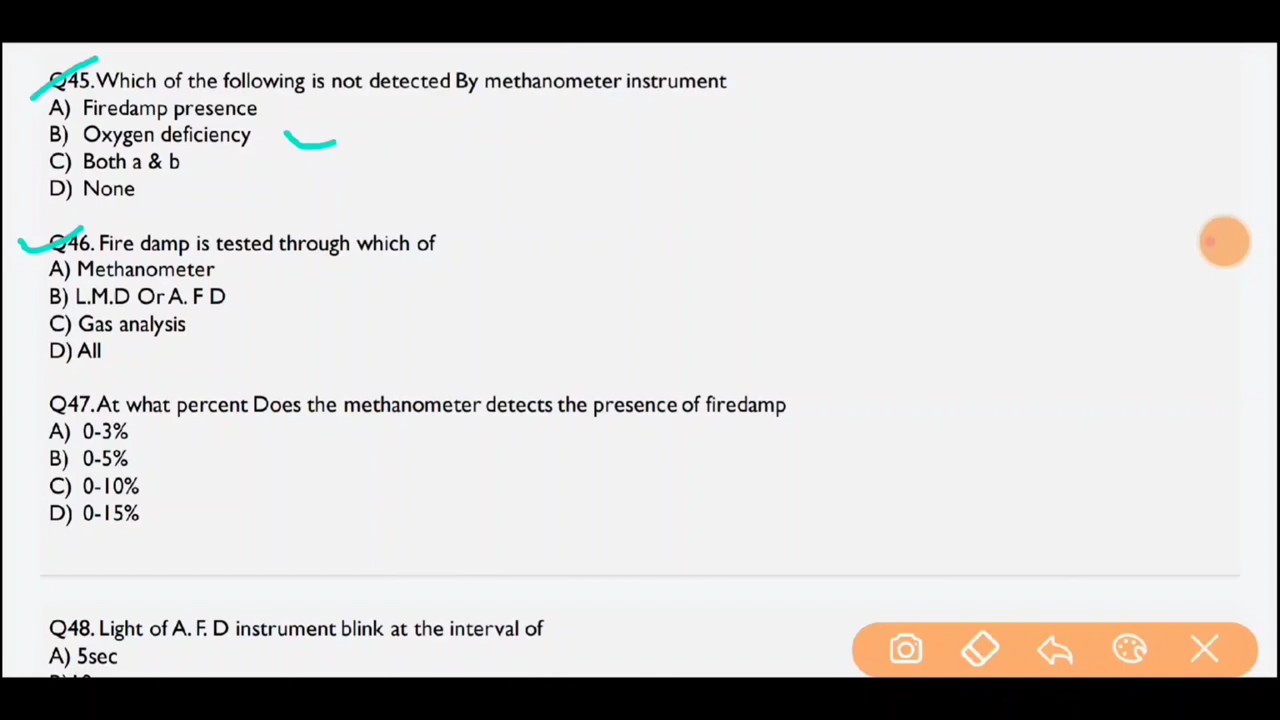 Q45.Which of the following is not detected By methanometer instrument
A) Firedamp presence
B) Oxygen deficiency
C) Both a & b
D) None
Q46. Fire damp is tested through which of
A) Methanometer
B) L.M.D Or A. F D
C) Gas analysis
D) All
Q47.At what percent Does the methanometer detects the presence of firedamp
A) 0-3%
B) 0-5%
C) 0-10%
D) 0-15%
Q48. Light of A. F. D instrument blink at the interval of
A) 5sec